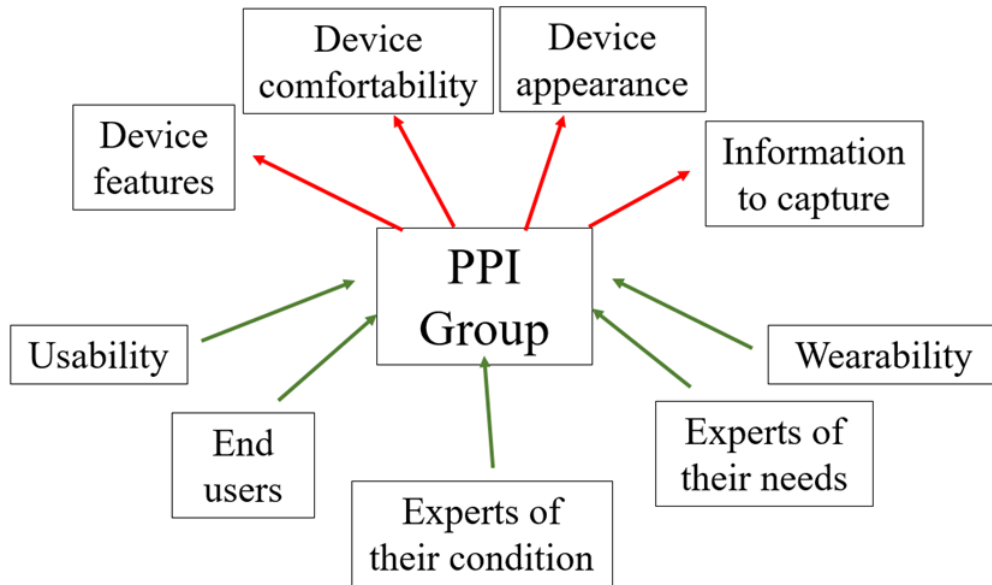 Device
comfortability
Device
appearance
Device
features
Information
to capture
PPI
Group
Usability
Wearability
End
users
Experts of
their needs
Experts of
their condition